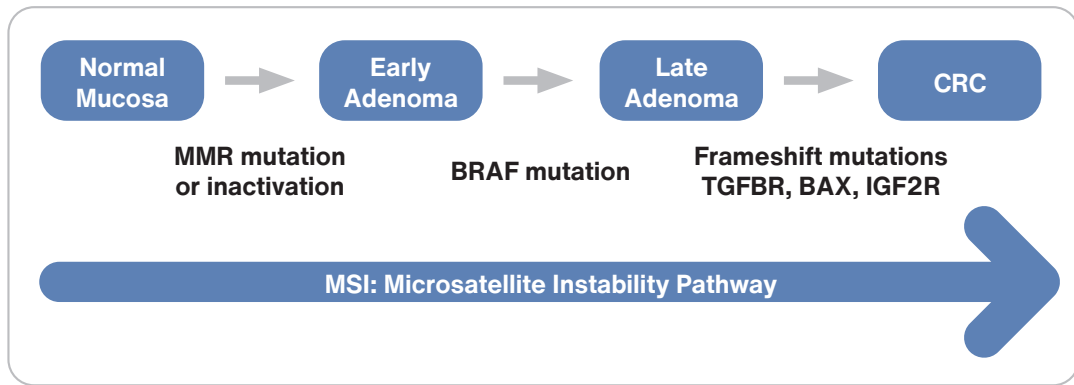 Normal
Mucosa
Early
Adenoma
Late
Adenoma
CRC
MMR mutation
or inactivation
BRAF mutation
Frameshift mutations
TGFBR, BAX, IGF2R
MSI: Microsatellite Instability Pathway